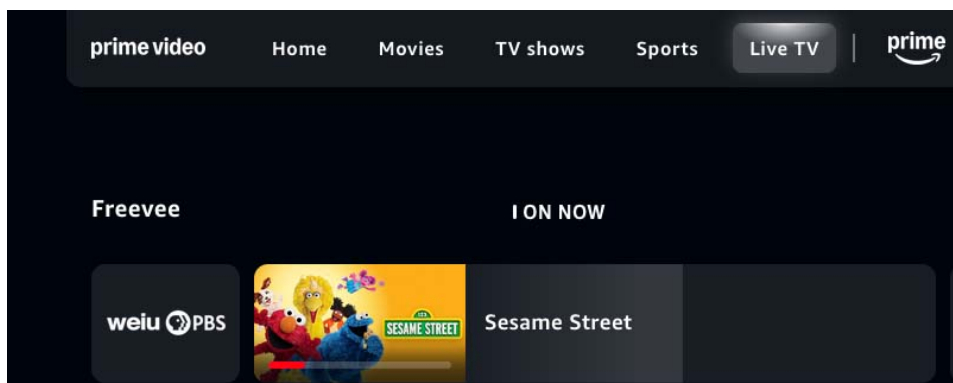 prime video Home Movies TV shows Sports Live TV prime
Freevee ON NOW
weiu PBS 123 SESAME STREET Sesame Street